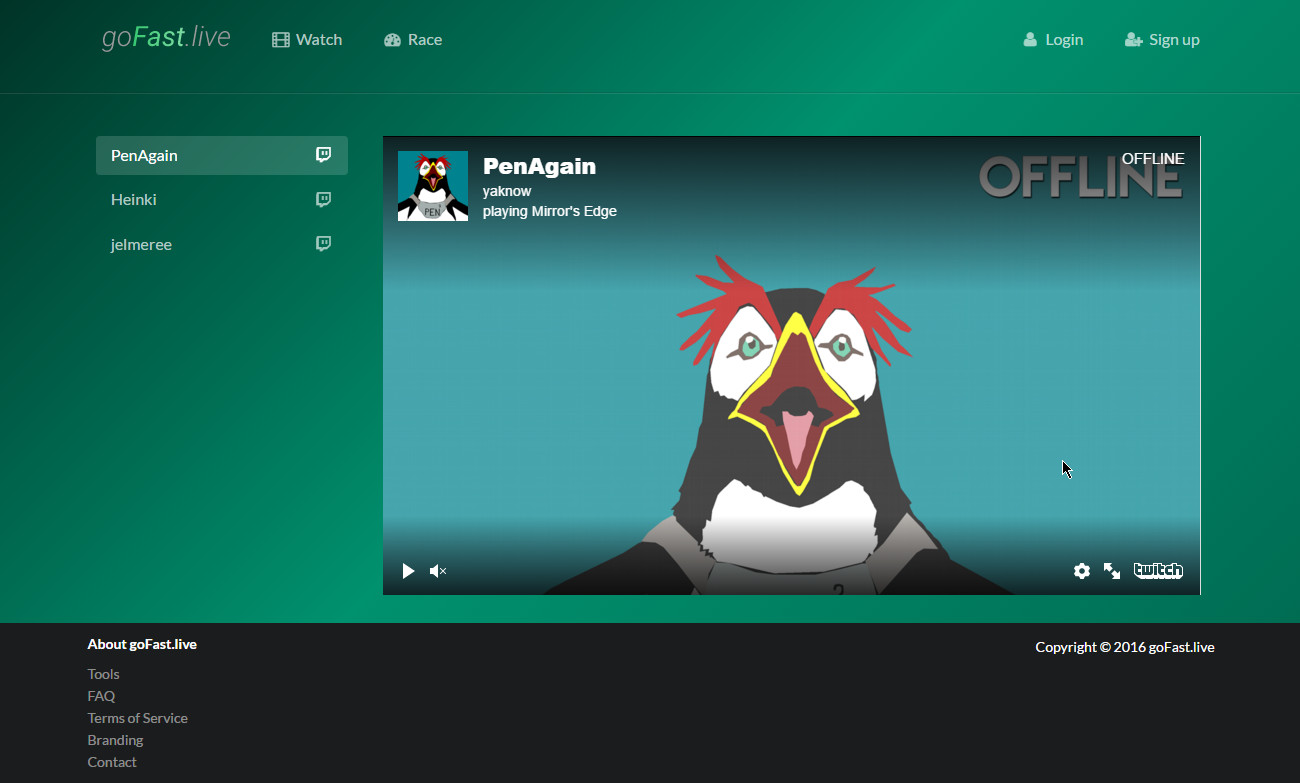 goFast.live
Watch
Race
Login
Sign up
PenAgain
Heinki
jelmeree
PEN
PenAgain
yaknow
playing Mirror's Edge
OFFLINE
OFFLINE
2
twitch
About goFast.live
Tools
FAQ
Terms of Service
Branding
Contact
Copyright © 2016 goFast.live